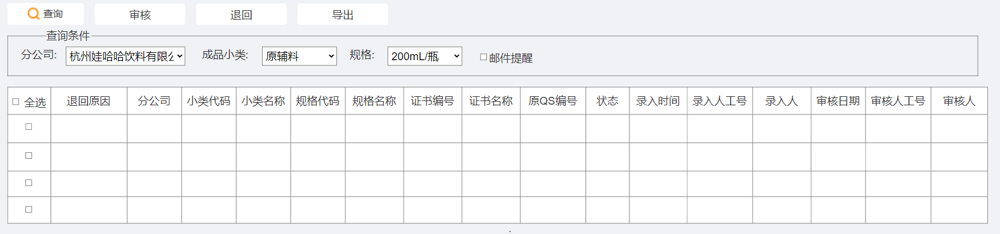 查询 审核 退回 导出
查询条件
分公司: 杭州娃哈哈饮料有限公 成品小类: 原辅料 规格: 200mL/瓶 邮件提醒
全选 退回原因 分公司 小类代码 小类名称 规格代码 规格名称 证书编号 证书名称 原QS编号 状态 录入时间 录入人工号 录入人 审核日期 审核人工号 审核人